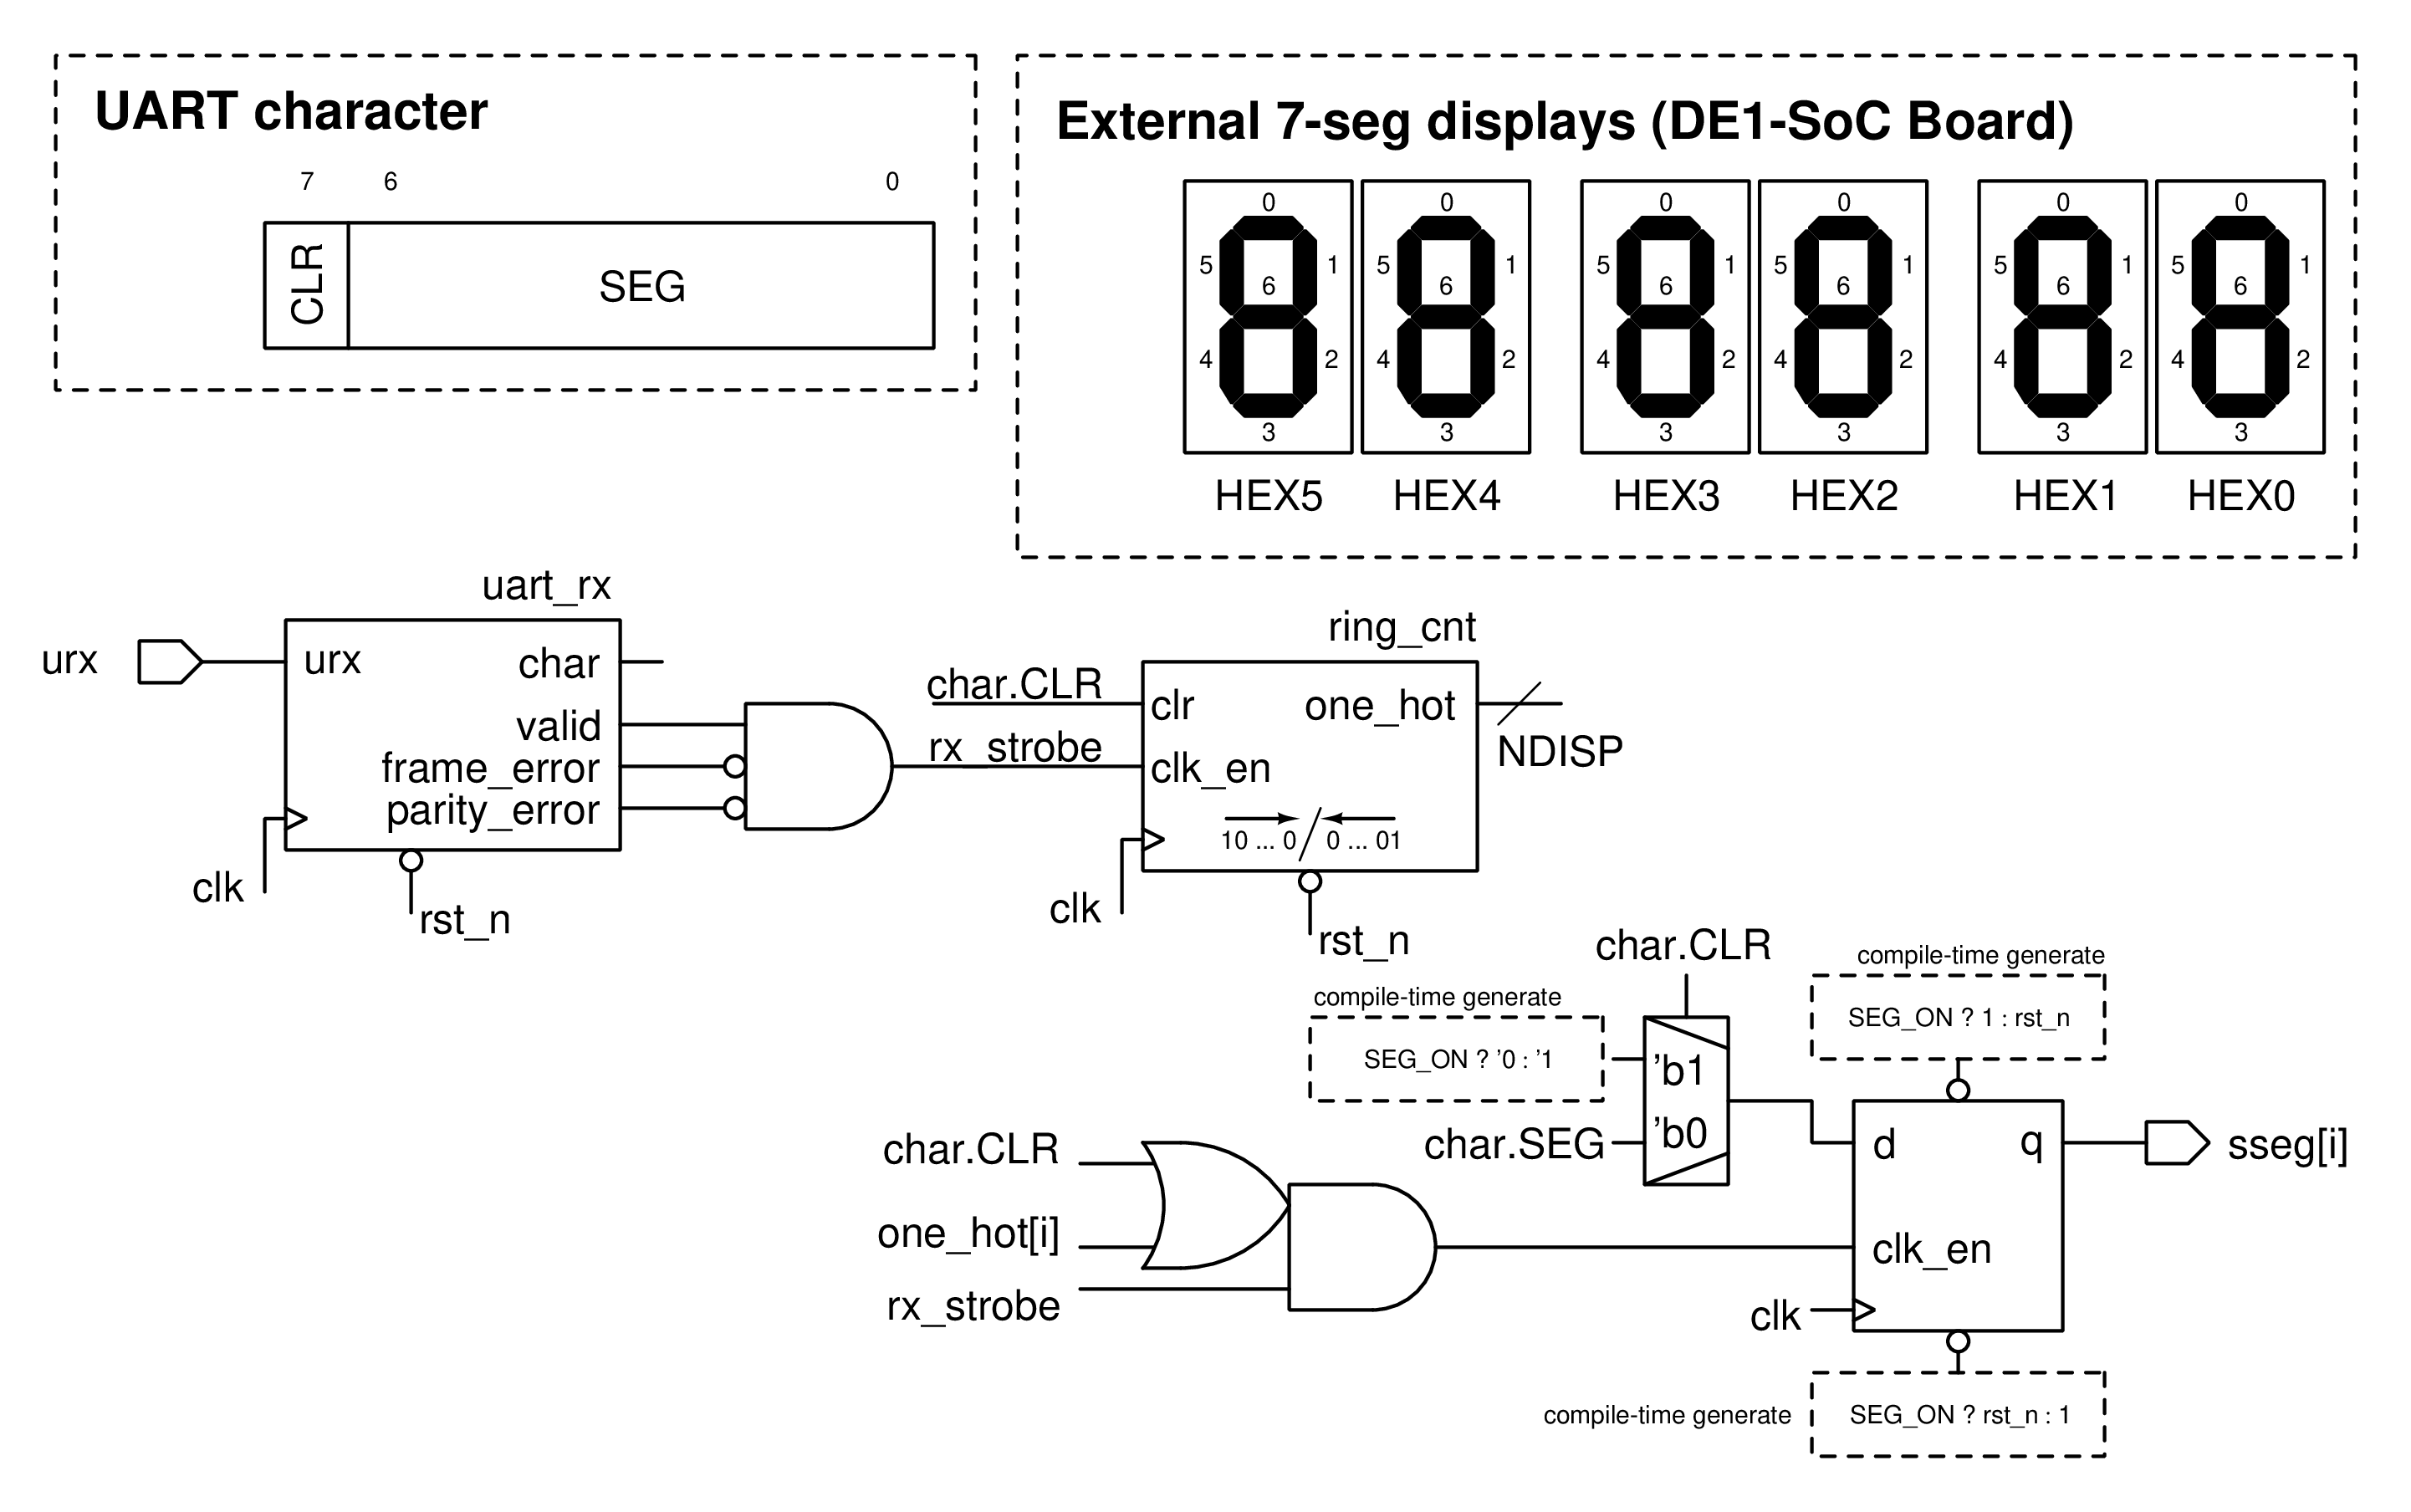 UART character
7 6 0
CLR
SEG
External 7-seg displays (DE1-SoC Board)
0 0 0 0 0 0
5 1 5 1 5 1 5 1 5 1 5 1
6 6 6 6 6 6
4 2 4 2 4 2 4 2 4 2 4 2
3 3 3 3 3 3
HEX5 HEX4 HEX3 HEX2 HEX1 HEX0
uart_rx
urx
urx
char
valid
frame_error
parity_error
clk
rst_n
ring_cnt
char.CLR
rx_strobe
clr
one_hot
clk_en
NDISP
10 ... 0 / 0 ... 01
clk
rst_n
char.CLR
compile-time generate
SEG_ON ? '0 : '1
'b1
'b0
char.SEG
compile-time generate
SEG_ON ? 1 : rst_n
char.CLR
one_hot[i]
rx_strobe
d
q
sseg[i]
clk_en
clk
compile-time generate
SEG_ON ? rst_n : 1